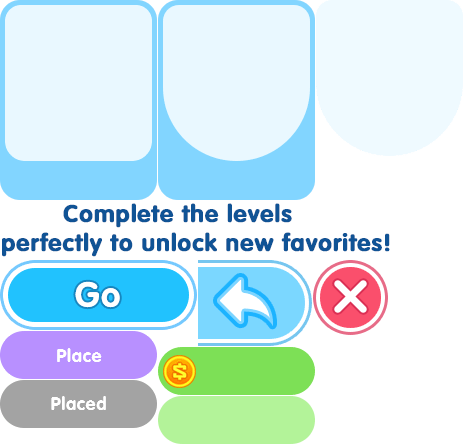 Complete the levels
perfectly to unlock new favorites!
Go
Place
$
Placed